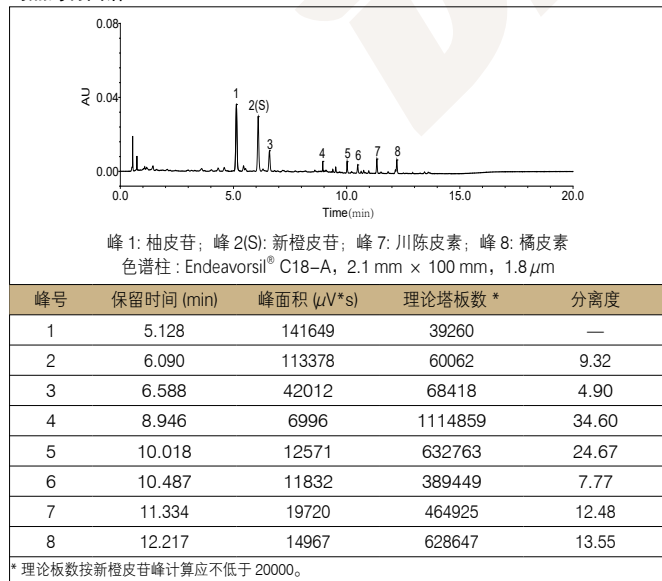 0.08
0.04
0.00
AU
1
2(S)
3
4
5
6
7
8
0.0
5.0
10.0
15.0
20.0
Time(min)
峰 1: 柚皮苷; 峰 2(S): 新橙皮苷; 峰 7: 川陈皮素; 峰 8: 橘皮素
色谱柱 : Endeavorsil® C18-A, 2.1 mm × 100 mm, 1.8 μm
峰号 保留时间 (min) 峰面积 (μV*s) 理论塔板数 * 分离度
1 5.128 141649 39260 —
2 6.090 113378 60062 9.32
3 6.588 42012 68418 4.90
4 8.946 6996 1114859 34.60
5 10.018 12571 632763 24.67
6 10.487 11832 389449 7.77
7 11.334 19720 464925 12.48
8 12.217 14967 628647 13.55
* 理论板数按新橙皮苷峰计算应不低于 20000。